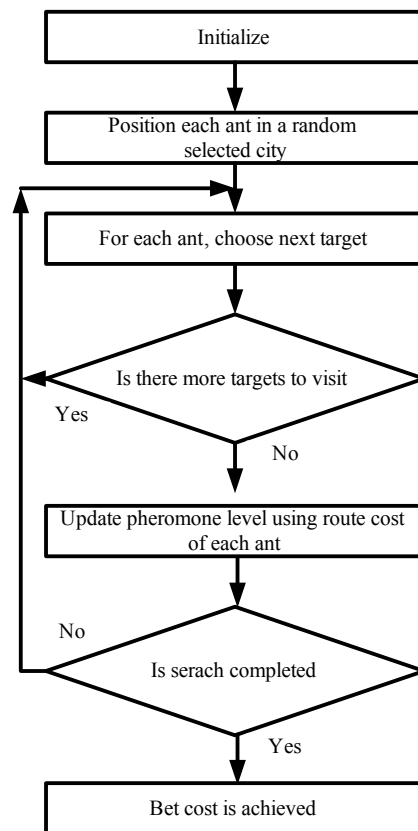 Initialize
Position each ant in a random
selected city
For each ant, choose next target
Is there more targets to visit
Yes
No
Update pheromone level using route cost
of each ant
No
Is serach completed
Yes
Bet cost is achieved